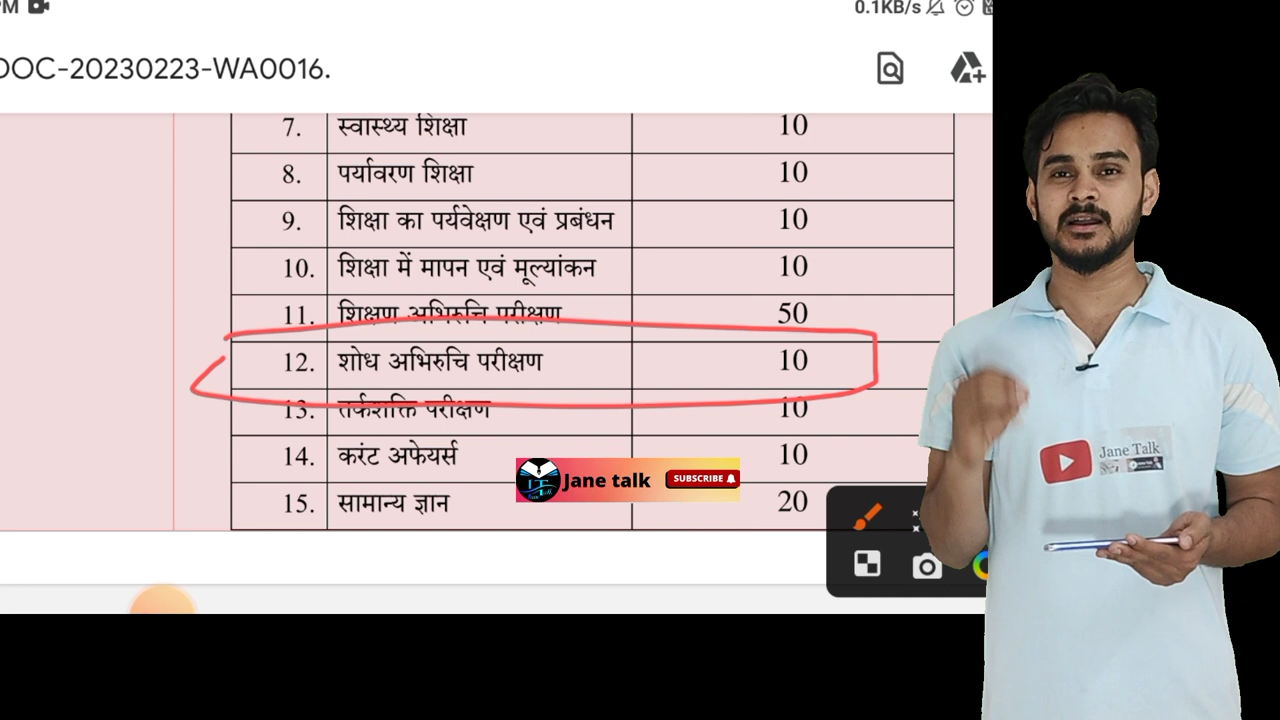 PM 0.1KB/s
DOC-20230223-WA0016.
7. स्वास्थ्य शिक्षा 10
8. पर्यावरण शिक्षा 10
9. शिक्षा का पर्यवेक्षण एवं प्रबंधन 10
10. शिक्षा में मापन एवं मूल्यांकन 10
11. शिक्षण अभिरुचि परीक्षण 50
12. शोध अभिरुचि परीक्षण 10
13. तर्कशक्ति परीक्षण 10
14. करंट अफेयर्स 10
15. सामान्य ज्ञान 20
Jane talk SUBSCRIBE
Jane Talk